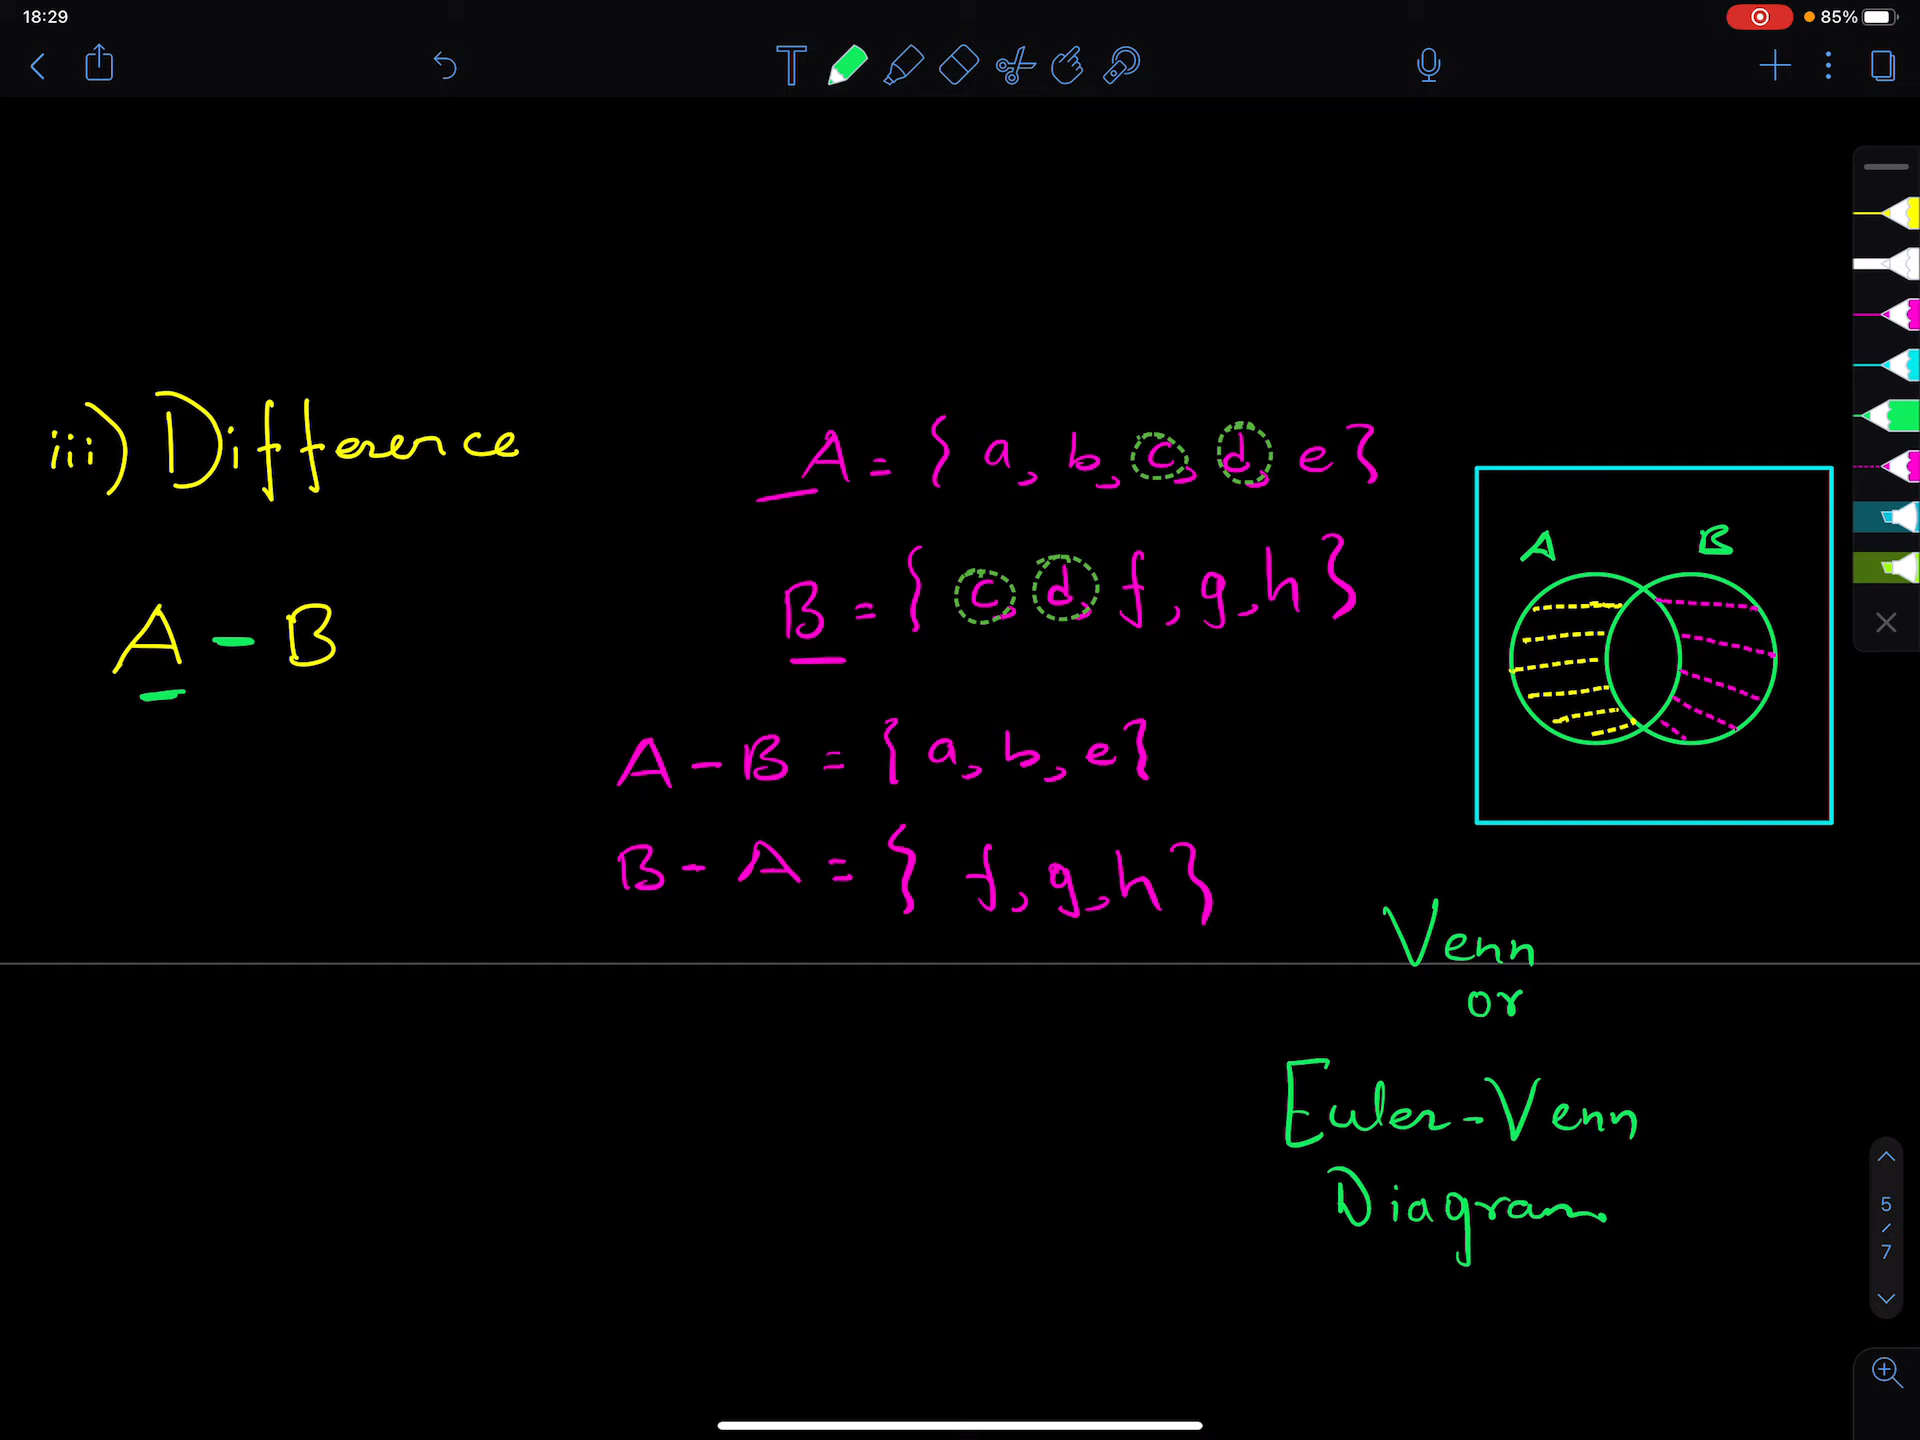 18:29
85%
iii) Difference
A - B
A = { a, b, c, d, e}
B = { c, d, f, g, h }
A - B = { a, b, e}
B - A = { f, g, h }
A B
Venn
or
Euler-Venn
Diagram
5
/
7